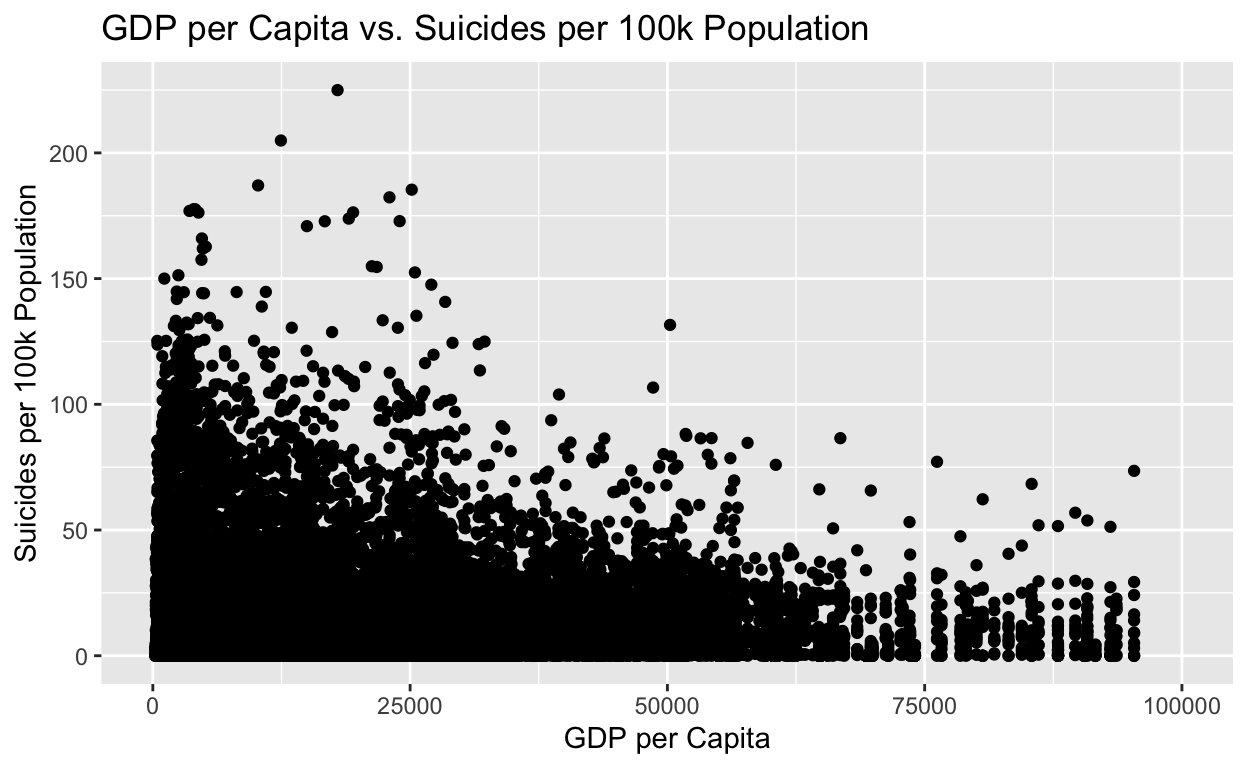 GDP per Capita vs. Suicides per 100k Population
Suicides per 100k Population
200
150
100
50
0
0 25000 50000 75000 100000
GDP per Capita